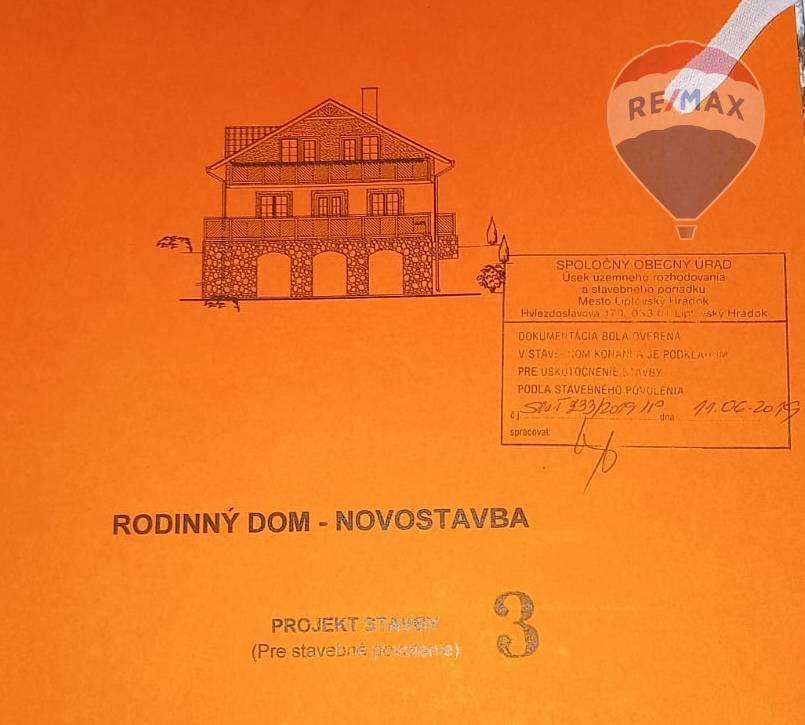 RE/MAX
SPOLOČNÝ OBECNÝ ÚRAD
Úsek územného rozhodovania
a stavebného poriadku
Mesto Liptovský Hrádok
Hviezdoslavova 170, 033 01 Liptovský Hrádok
DOKUMENTÁCIA BOLA OVERENÁ
V STAVEBNOM KONANÍ A JE PODKLADOM
PRE USKUTOČNENIE STAVBY
PODĽA STAVEBNÉHO POVOLENIA
č.j. 233/2019 dňa 11.06-2019
spracoval:
RODINNÝ DOM - NOVOSTAVBA
PROJEKT STAVBY 3
(Pre stavebné povolenie)